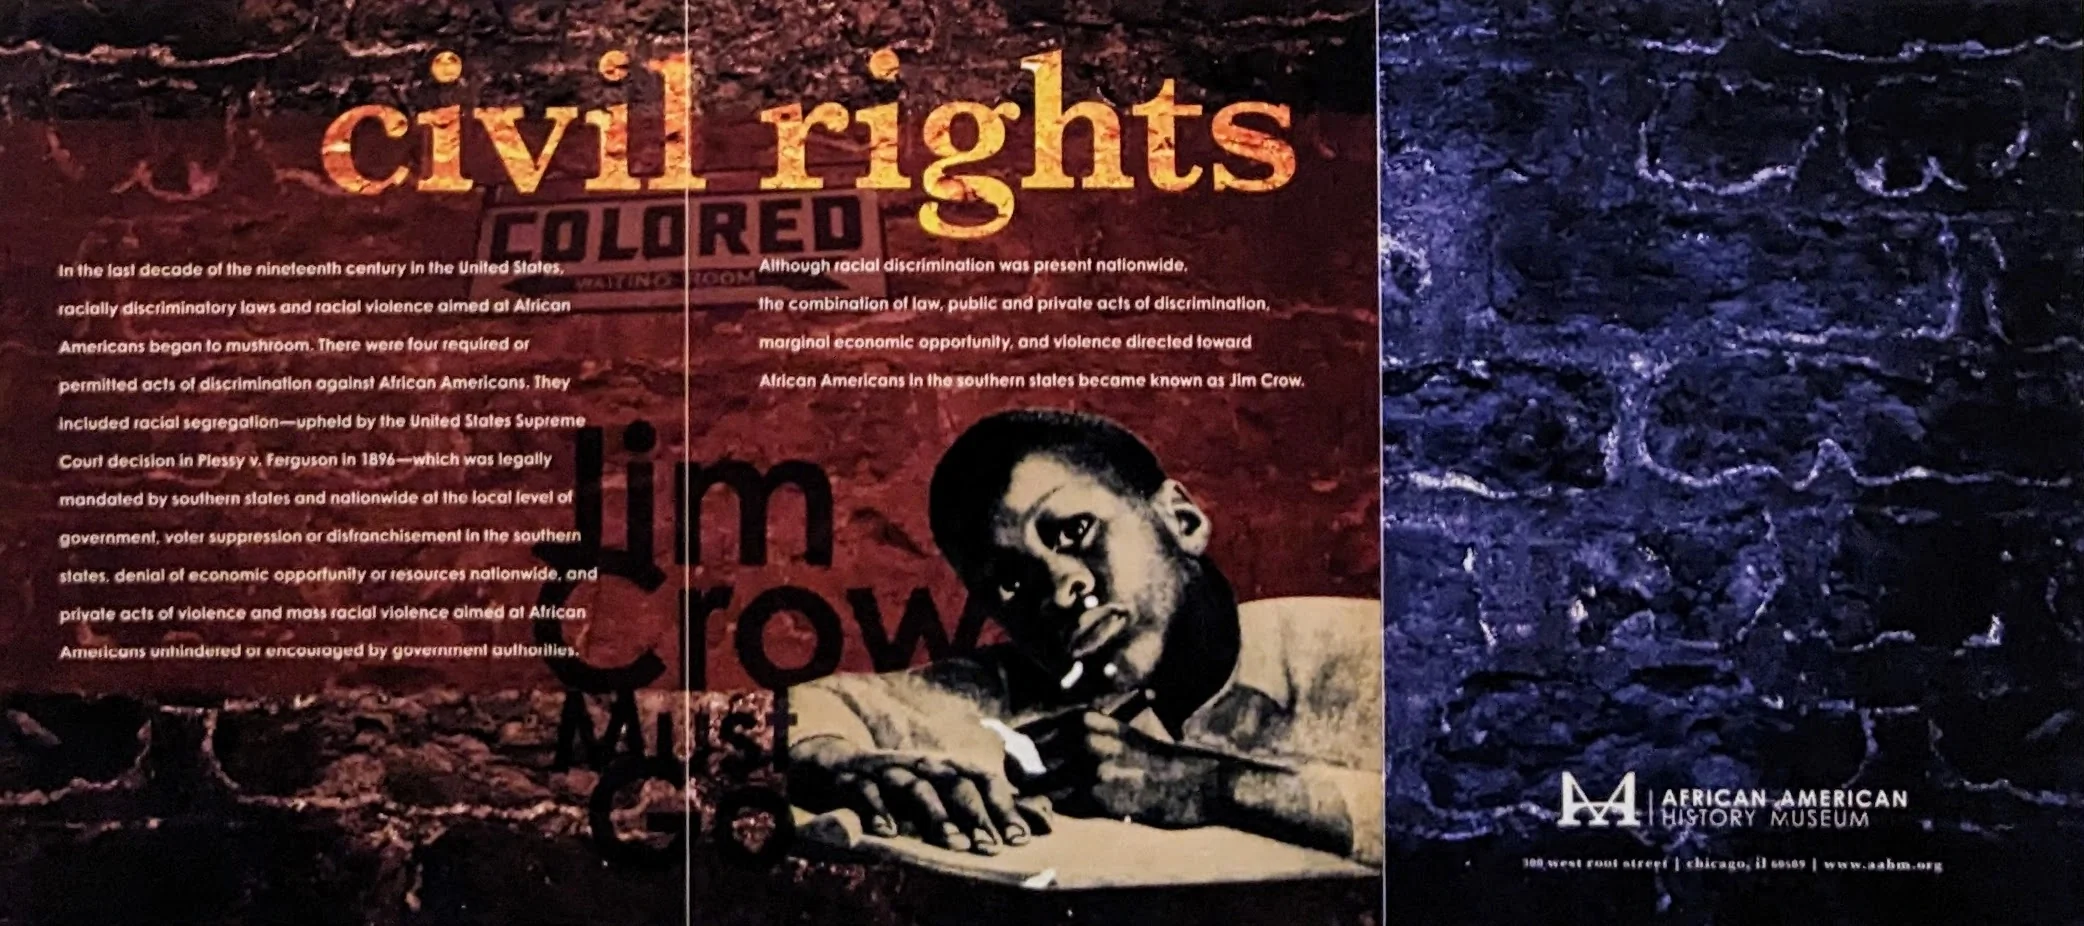 civil rights
COLORED
WAITING ROOM
In the last decade of the nineteenth century in the United States,
racially discriminatory laws and racial violence aimed at African
Americans began to mushroom. There were four required or
permitted acts of discrimination against African Americans. They
included racial segregation—upheld by the United States Supreme
Court decision in Plessy v. Ferguson in 1896—which was legally
mandated by southern states and nationwide at the local level of
government, voter suppression or disfranchisement in the southern
states, denial of economic opportunity or resources nationwide, and
private acts of violence and mass racial violence aimed at African
Americans unhindered or encouraged by government authorities.
Although racial discrimination was present nationwide,
the combination of law, public and private acts of discrimination,
marginal economic opportunity, and violence directed toward
African Americans in the southern states became known as Jim Crow.
Jim
Crow
Must
Go
AFRICAN AMERICAN
HISTORY MUSEUM
west root street | chicago, il 60609 | www.aahm.org